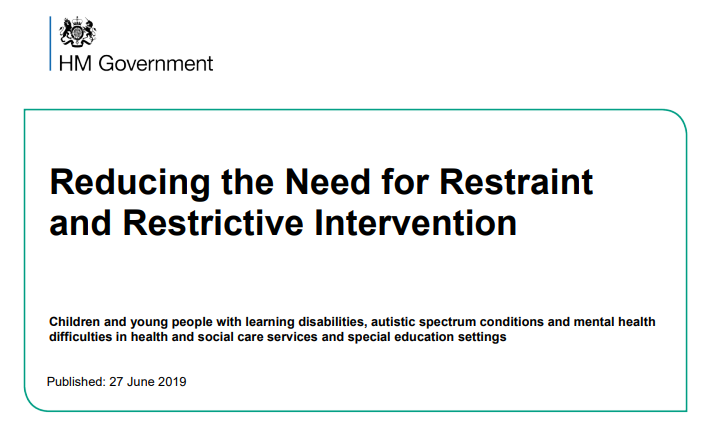 HM Government
Reducing the Need for Restraint
and Restrictive Intervention
Children and young people with learning disabilities, autistic spectrum conditions and mental health
difficulties in health and social care services and special education settings
Published: 27 June 2019